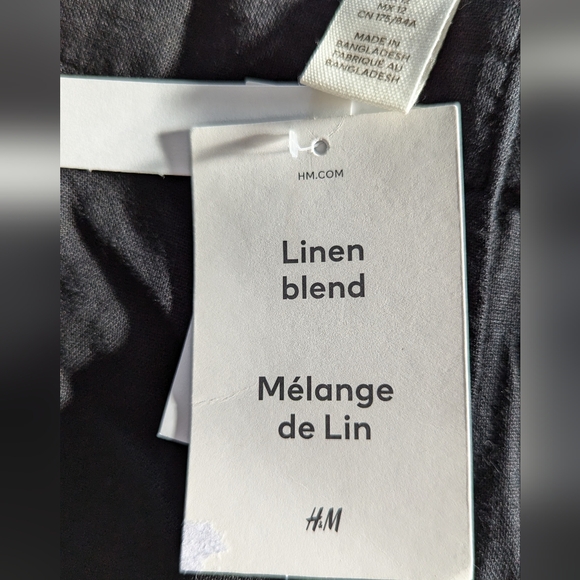 MX 12
CN 175/84A
MADE IN
BANGLADESH
FABRIQUE AU
BANGLADESH
HM.COM
Linen
blend
Mélange
de Lin
H&M